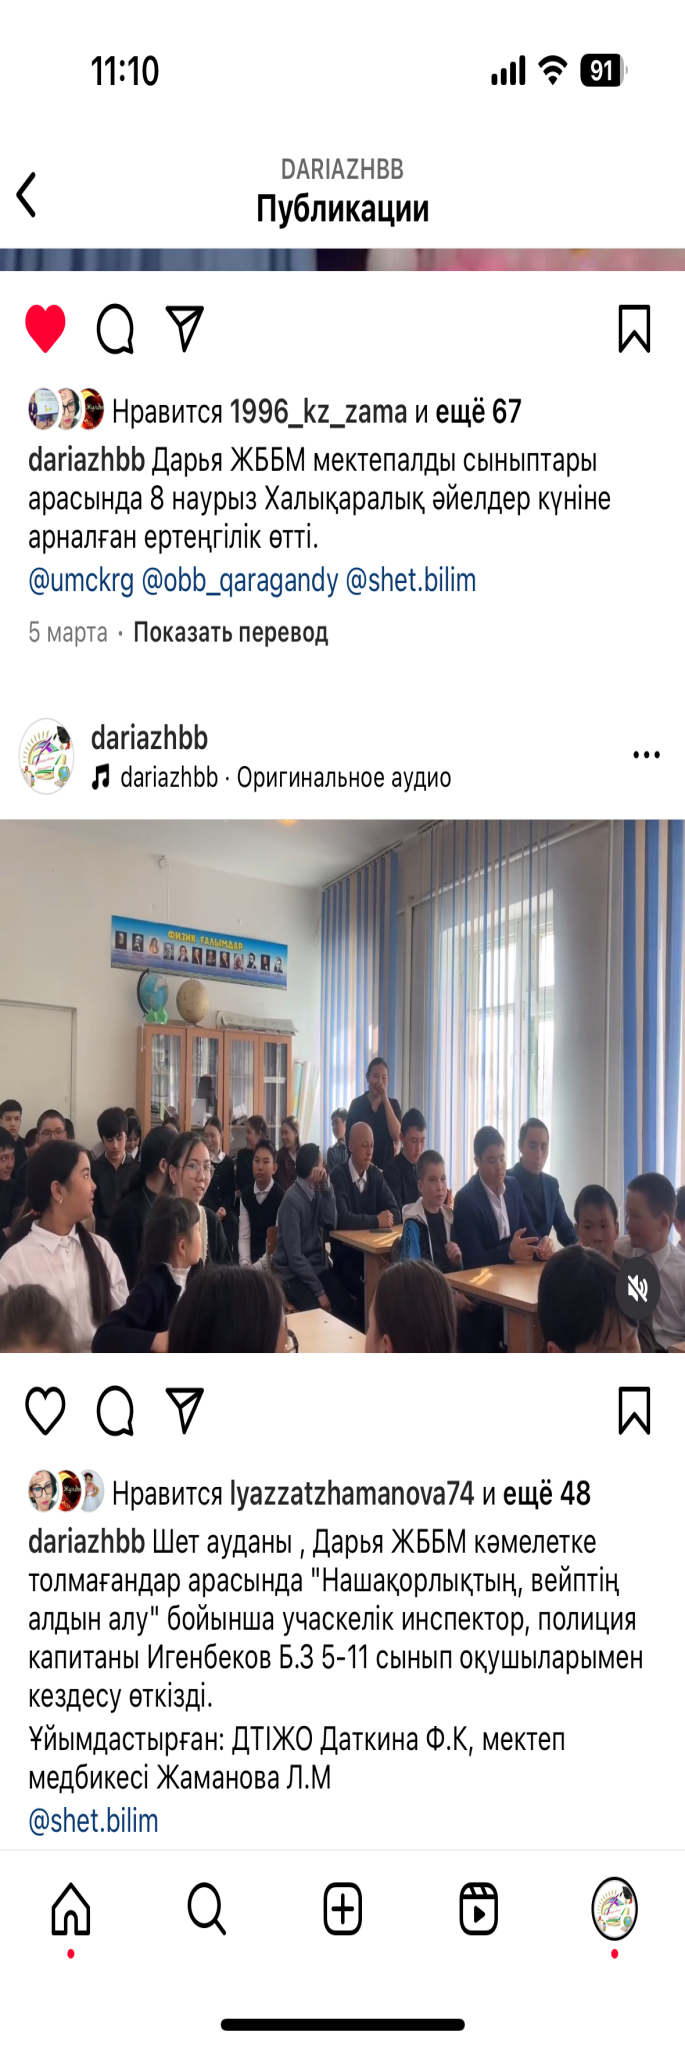 11:10
91
DARIAZHBB
Публикации
Нравится 1996_kz_zama и ещё 67
dariazhbb Дарья ЖББМ мектепалды сыныптары
арасында 8 наурыз Халықаралық әйелдер күніне
арналған ертеңгілік өтті.
@umckrg @obb_qaragandy @shet.bilim
5 марта · Показать перевод
dariazhbb
dariazhbb · Оригинальное аудио
ФИЗИК ҒАЛЫМДАР
Нравится lyazzatzhamanova74 и ещё 48
dariazhbb Шет ауданы , Дарья ЖББМ кәмелетке
толмағандар арасында "Нашақорлықтың, вейптің
алдын алу" бойынша учаскелік инспектор, полиция
капитаны Игенбеков Б.З 5-11 сынып оқушыларымен
кездесу өткізді.
Ұйымдастырған: ДТІЖО Даткина Ф.К, мектеп
медбикесі Жаманова Л.М
@shet.bilim